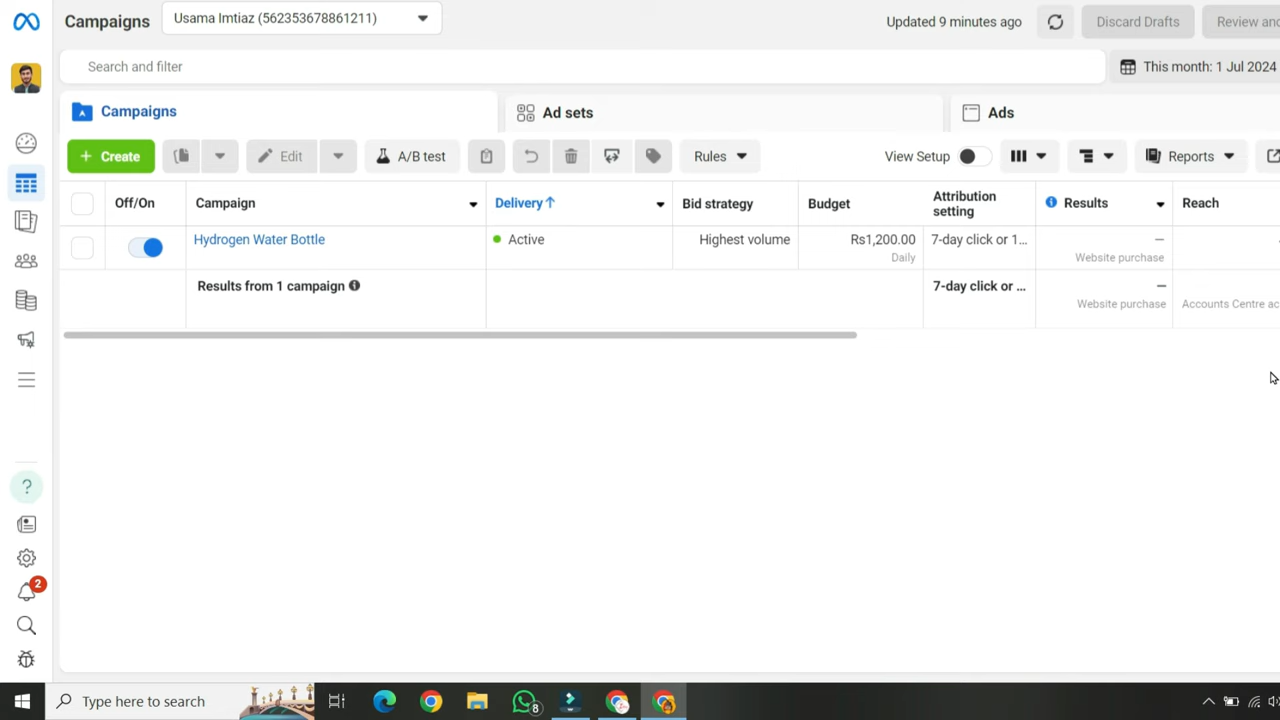 Campaigns
Usama Imtiaz (562353678861211)
Updated 9 minutes ago
Discard Drafts
Review and
Search and filter
This month: 1 Jul 2024
Campaigns
Ad sets
Ads
+ Create
Edit
A/B test
Rules
View Setup
Reports
Off/On
Campaign
Delivery↑
Bid strategy
Budget
Attribution setting
Results
Reach
Hydrogen Water Bottle
Active
Highest volume
Rs1,200.00
Daily
7-day click or 1...
—
Website purchase
Results from 1 campaign
7-day click or ...
—
Website purchase
Accounts Centre ac
?
2
Type here to search
8